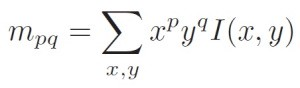 m_{pq} = \sum_{x,y} x^p y^q I(x, y)